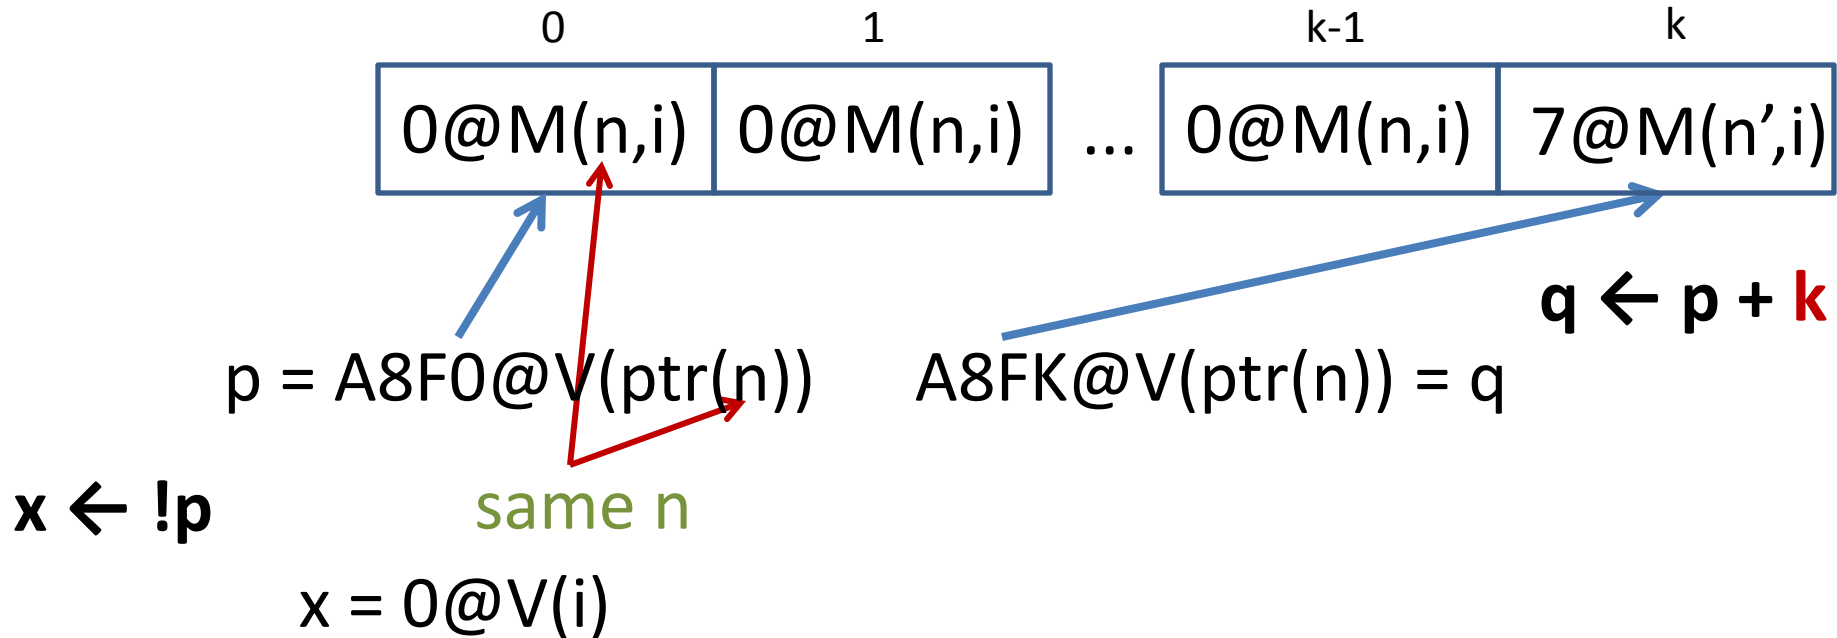 0 1 k-1 k
0@M(n,i) 0@M(n,i) ... 0@M(n,i) 7@M(n’,i)
q ← p + k
p = A8F0@V(ptr(n)) A8FK@V(ptr(n)) = q
x ← !p same n
x = 0@V(i)